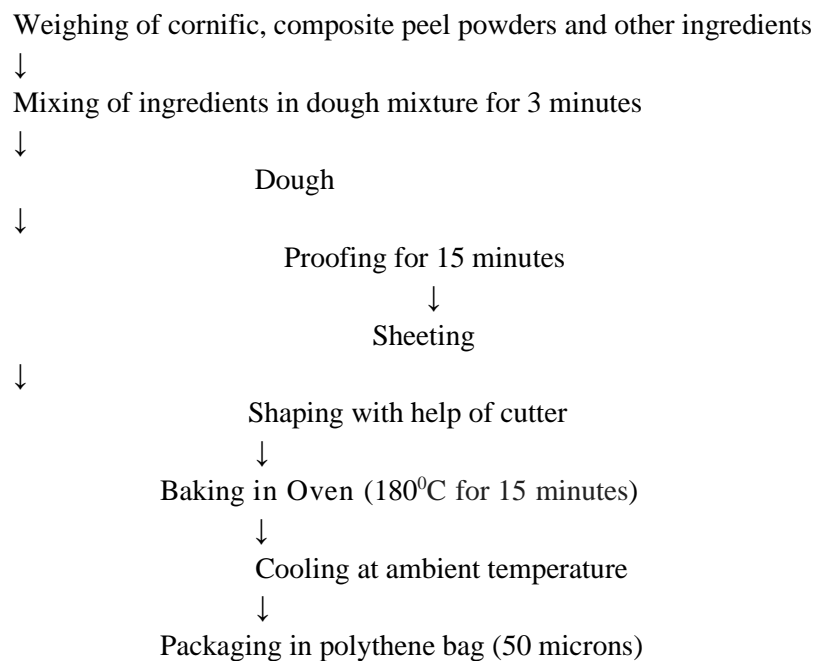 Weighing of cornific, composite peel powders and other ingredients
↓
Mixing of ingredients in dough mixture for 3 minutes
↓
Dough
↓
Proofing for 15 minutes
↓
Sheeting
↓
Shaping with help of cutter
↓
Baking in Oven (180⁰C for 15 minutes)
↓
Cooling at ambient temperature
↓
Packaging in polythene bag (50 microns)